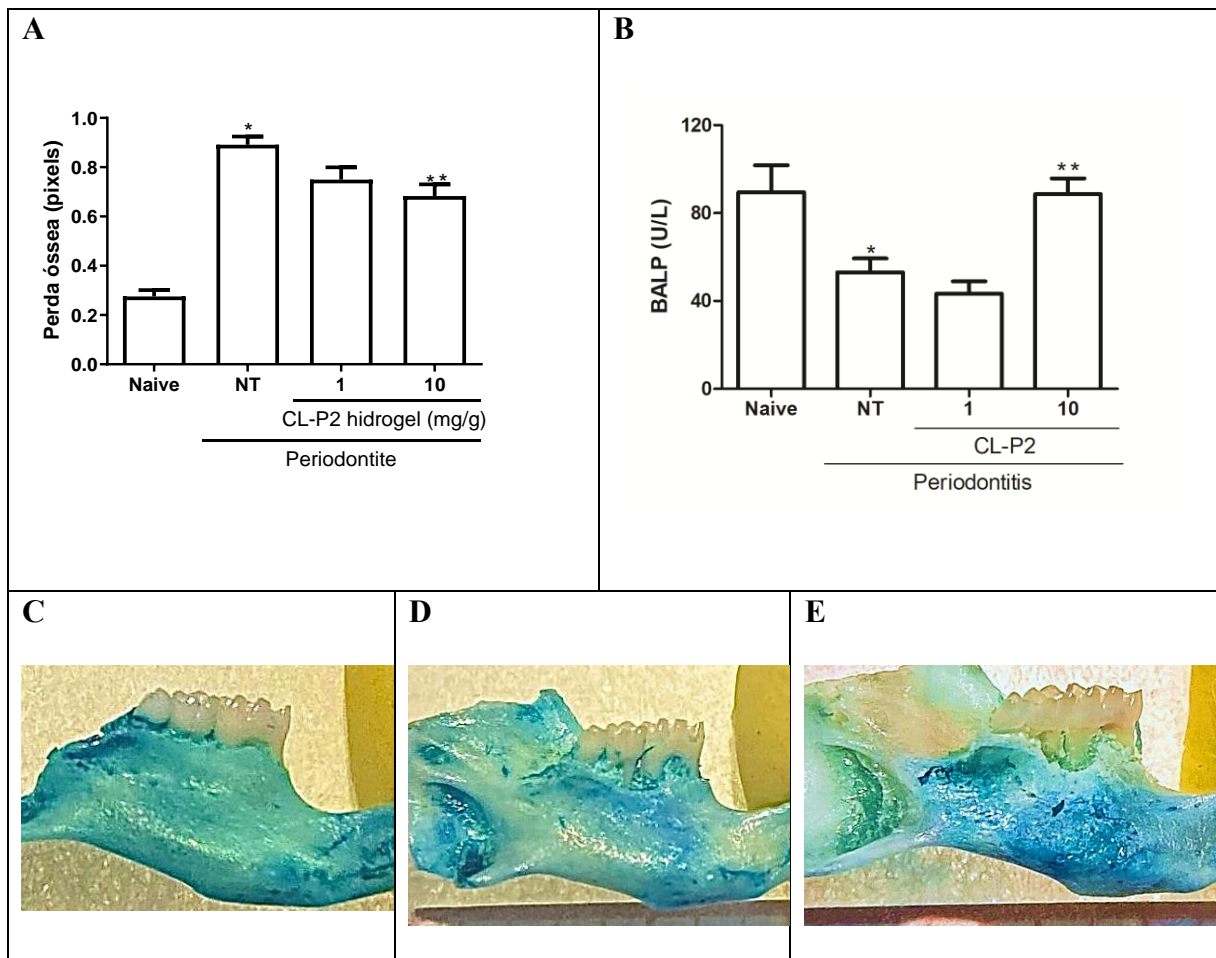 A
1.0
0.8
0.6
0.4
0.2
0.0
Perda óssea (pixels)
*
**
Naive NT 1 10
CL-P2 hidrogel (mg/g)
Periodontite
B
120
80
40
0
BALP (U/L)
*
**
Naive NT 1 10
CL-P2
Periodontitis
C
D
E